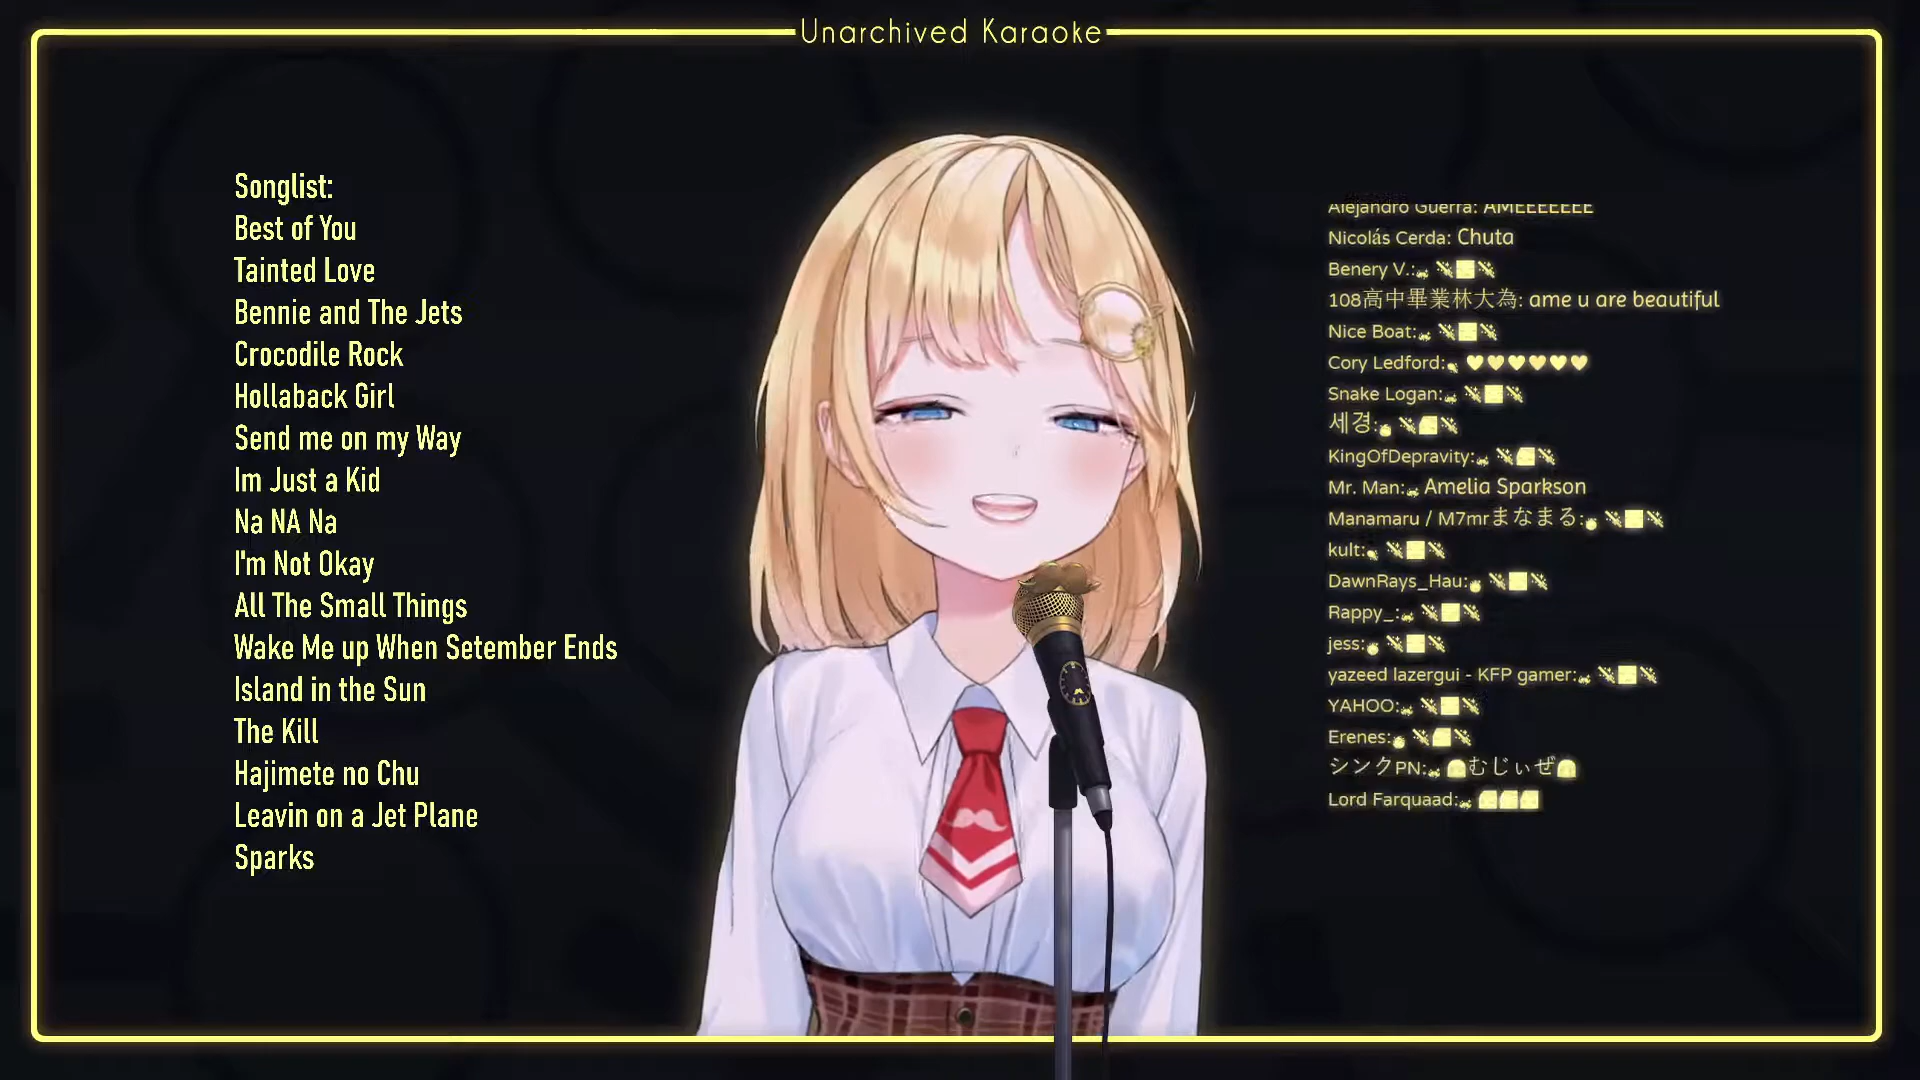 Unarchived Karaoke
Songlist:
Best of You
Tainted Love
Bennie and The Jets
Crocodile Rock
Hollaback Girl
Send me on my Way
Im Just a Kid
Na NA Na
I'm Not Okay
All The Small Things
Wake Me up When Setember Ends
Island in the Sun
The Kill
Hajimete no Chu
Leavin on a Jet Plane
Sparks
Alejandro Guerra: AMEEEEEEE
Nicolás Cerda: Chuta
Benery V.:
108高中畢業林大為: ame u are beautiful
Nice Boat:
Cory Ledford: 💛💛💛💛💛💛
Snake Logan:
세경:
KingOfDepravity:
Mr. Man: Amelia Sparkson
Manamaru / M7mrまなまる:
kult:
DawnRays_Hau:
Rappy_:
jess:
yazeed lazergui - KFP gamer:
YAHOO:
Erenes:
シンクPN: むじぃぜ
Lord Farquaad: